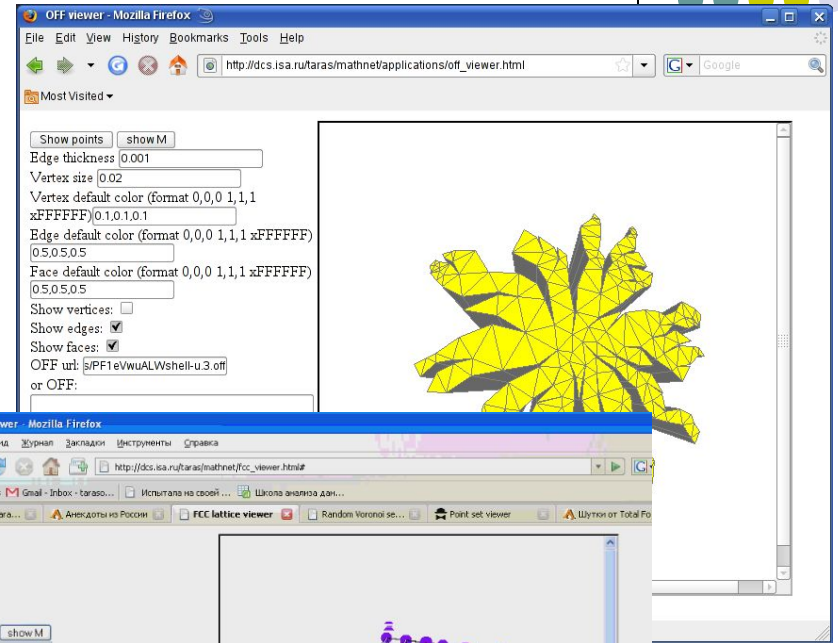 OFF viewer - Mozilla Firefox
File Edit View History Bookmarks Tools Help
http://dcs.isa.ru/taras/mathnet/applications/off_viewer.html
G Google
Most Visited
Show points show M
Edge thickness 0.001
Vertex size 0.02
Vertex default color (format 0,0,0 1,1,1
xFFFFFF) 0.1,0.1,0.1
Edge default color (format 0,0,0 1,1,1 xFFFFFF)
0.5,0.5,0.5
Face default color (format 0,0,0 1,1,1 xFFFFFF)
0.5,0.5,0.5
Show vertices:
Show edges:
Show faces:
OFF url: s/PF1eVwuALWshell-u.3.off
or OFF:
wer - Mozilla Firefox
ид Журнал Закладки Инструменты Справка
http://dcs.isa.ru/taras/mathnet/fcc_viewer.html#
G
Gmail - Inbox - taraso... Испытала на своей ... Школа анализа дан...
ara... Анекдоты из России FCC lattice viewer Random Voronoi se... Point set viewer Шутки от Total Fo
show M